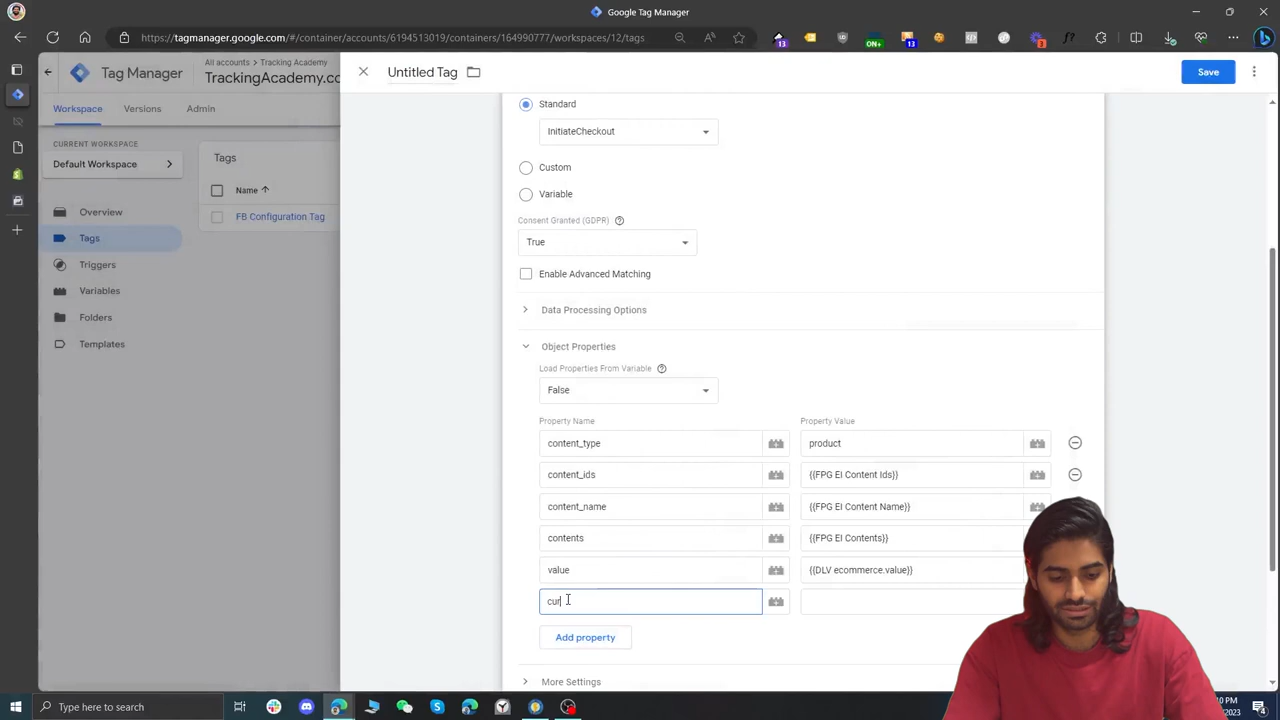 Google Tag Manager
https://tagmanager.google.com/#/container/accounts/6194513019/containers/164990777/workspaces/12/tags
13
ON+
13
3
Tag Manager
All accounts > Tracking Academy
TrackingAcademy.co
Untitled Tag
Save
Workspace
Versions
Admin
CURRENT WORKSPACE
Default Workspace
Overview
Tags
Triggers
Variables
Folders
Templates
Tags
Name
FB Configuration Tag
Standard
InitiateCheckout
Custom
Variable
Consent Granted (GDPR)
True
Enable Advanced Matching
Data Processing Options
Object Properties
Load Properties From Variable
False
Property Name Property Value
content_type product
content_ids {{FPG EI Content Ids}}
content_name {{FPG EI Content Name}}
contents {{FPG EI Contents}}
value {{DLV ecommerce.value}}
cur
Add property
More Settings
Type here to search